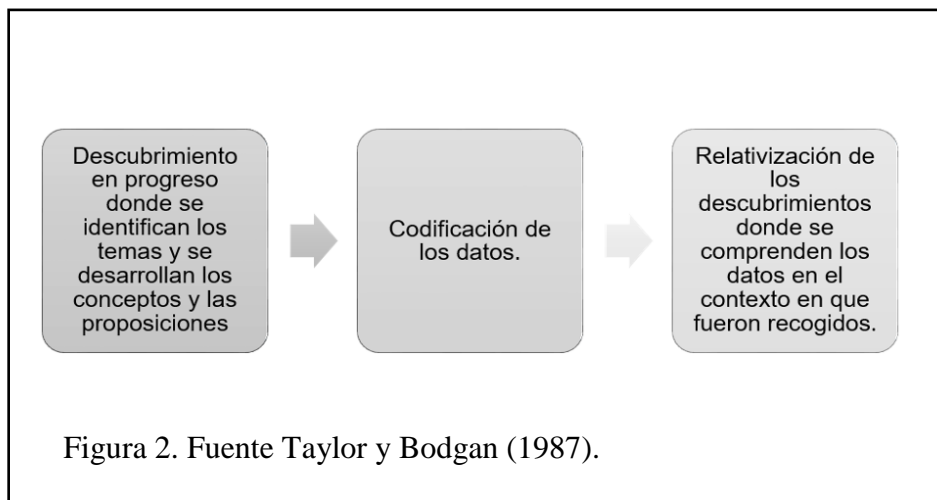 Descubrimiento
en progreso
donde se
identifican los
temas y se
desarrollan los
conceptos y las
proposiciones
Codificación de
los datos.
Relativización de
los
descubrimientos
donde se
comprenden los
datos en el
contexto en que
fueron recogidos.
Figura 2. Fuente Taylor y Bodgan (1987).